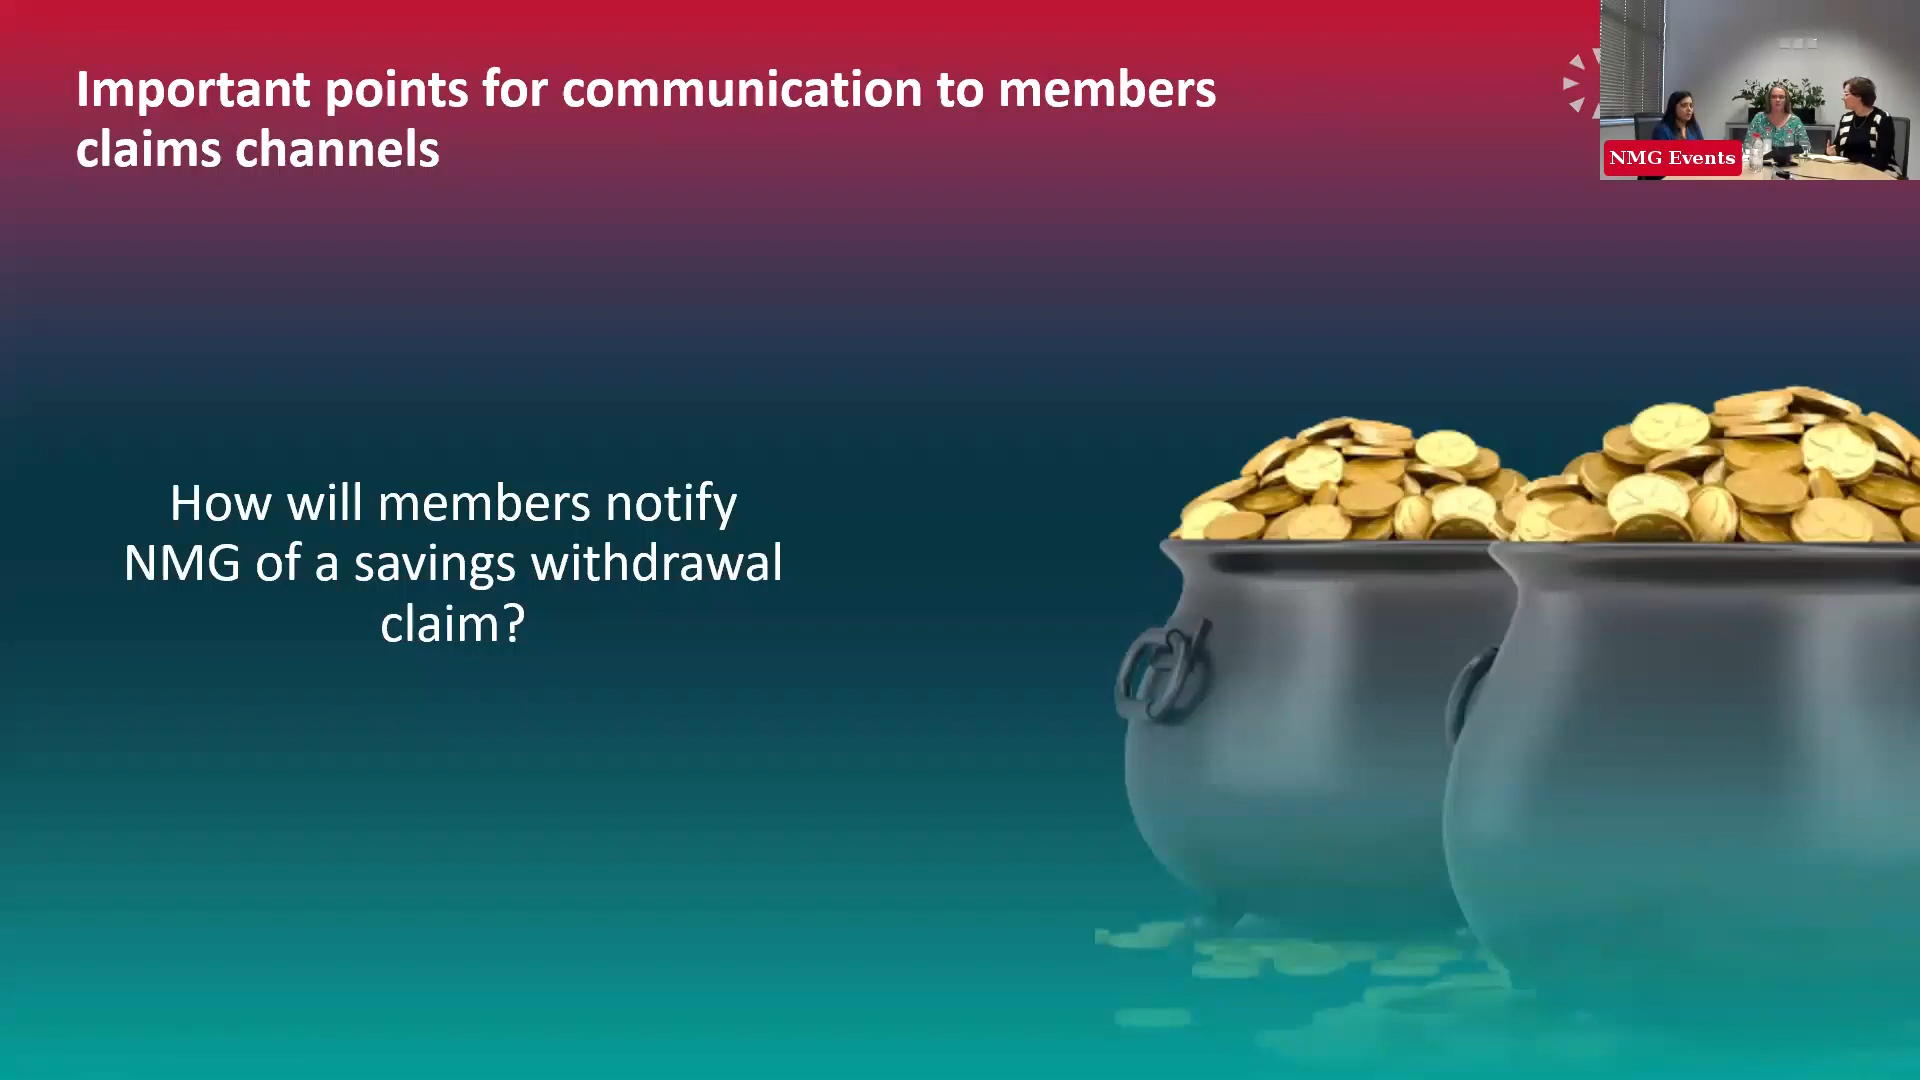 Important points for communication to members
claims channels
NMG Events
How will members notify
NMG of a savings withdrawal
claim?